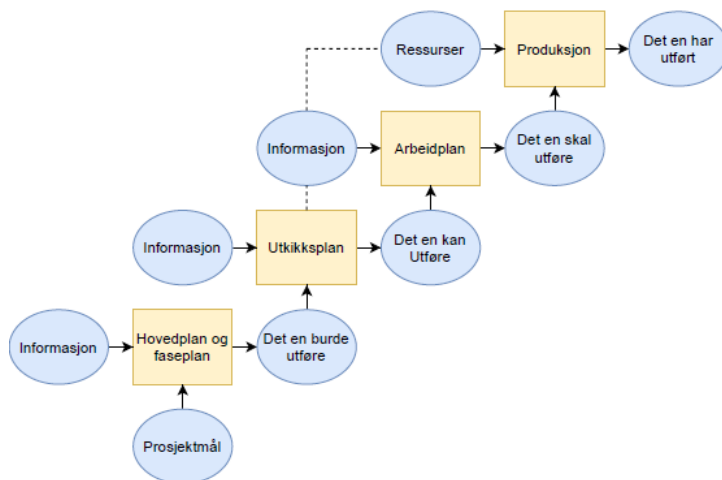 Ressurser
Produksjon
Det en har
utført
Informasjon
Arbeidplan
Det en skal
utføre
Informasjon
Utkikksplan
Det en kan
Utføre
Informasjon
Hovedplan og
faseplan
Det en burde
utføre
Prosjektmål